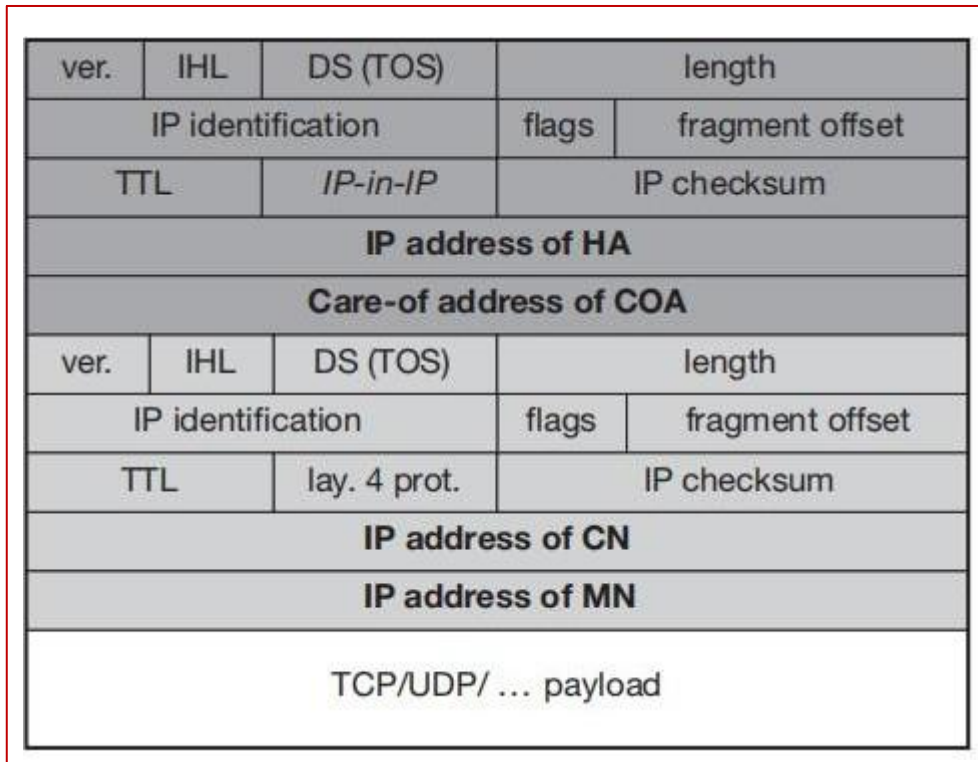 ver. IHL DS (TOS) length
IP identification flags fragment offset
TTL IP-in-IP IP checksum
IP address of HA
Care-of address of COA
ver. IHL DS (TOS) length
IP identification flags fragment offset
TTL lay. 4 prot. IP checksum
IP address of CN
IP address of MN
TCP/UDP/ … payload